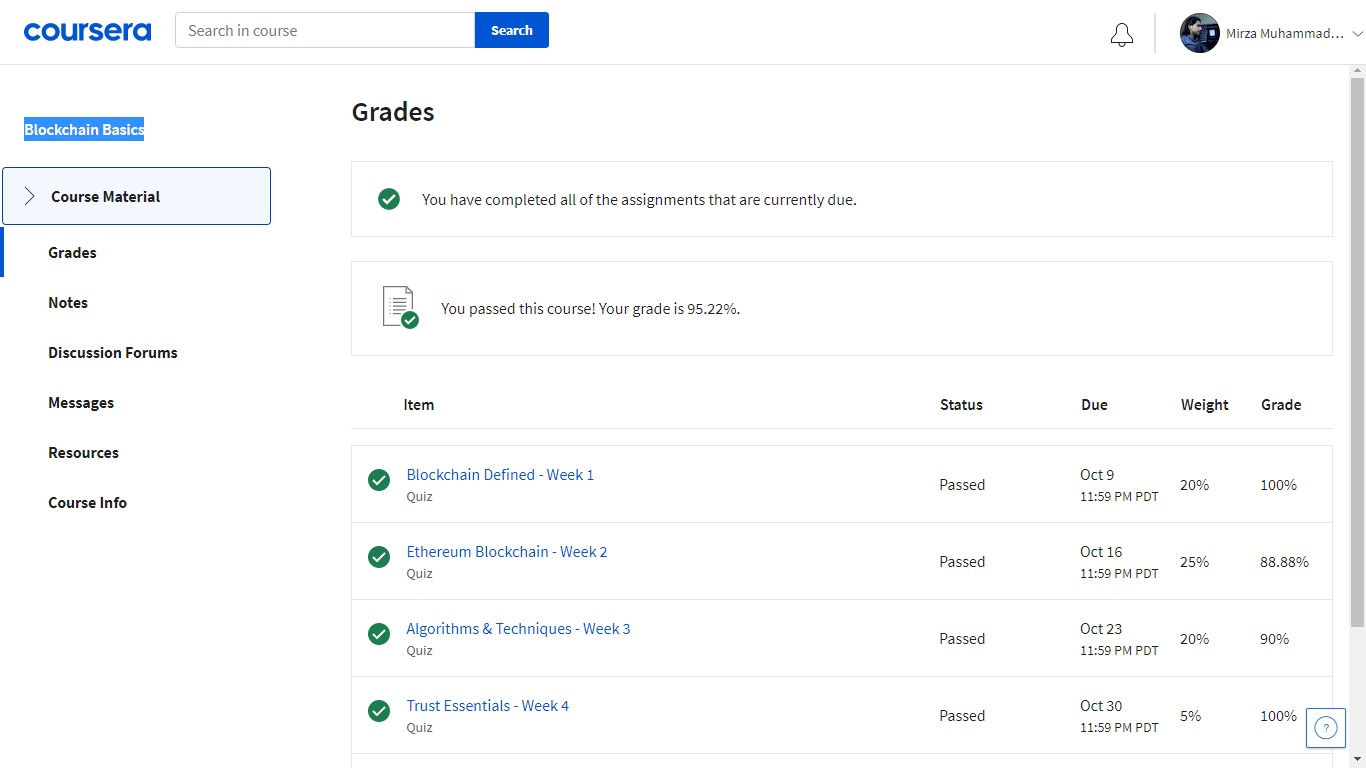 coursera
Search in course
Search
Mirza Muhammad...
Blockchain Basics
Course Material
Grades
Notes
Discussion Forums
Messages
Resources
Course Info
Grades
You have completed all of the assignments that are currently due.
You passed this course! Your grade is 95.22%.
Item Status Due Weight Grade
Blockchain Defined - Week 1
Quiz
Passed
Oct 9
11:59 PM PDT
20%
100%
Ethereum Blockchain - Week 2
Quiz
Passed
Oct 16
11:59 PM PDT
25%
88.88%
Algorithms & Techniques - Week 3
Quiz
Passed
Oct 23
11:59 PM PDT
20%
90%
Trust Essentials - Week 4
Quiz
Passed
Oct 30
11:59 PM PDT
5%
100%
?